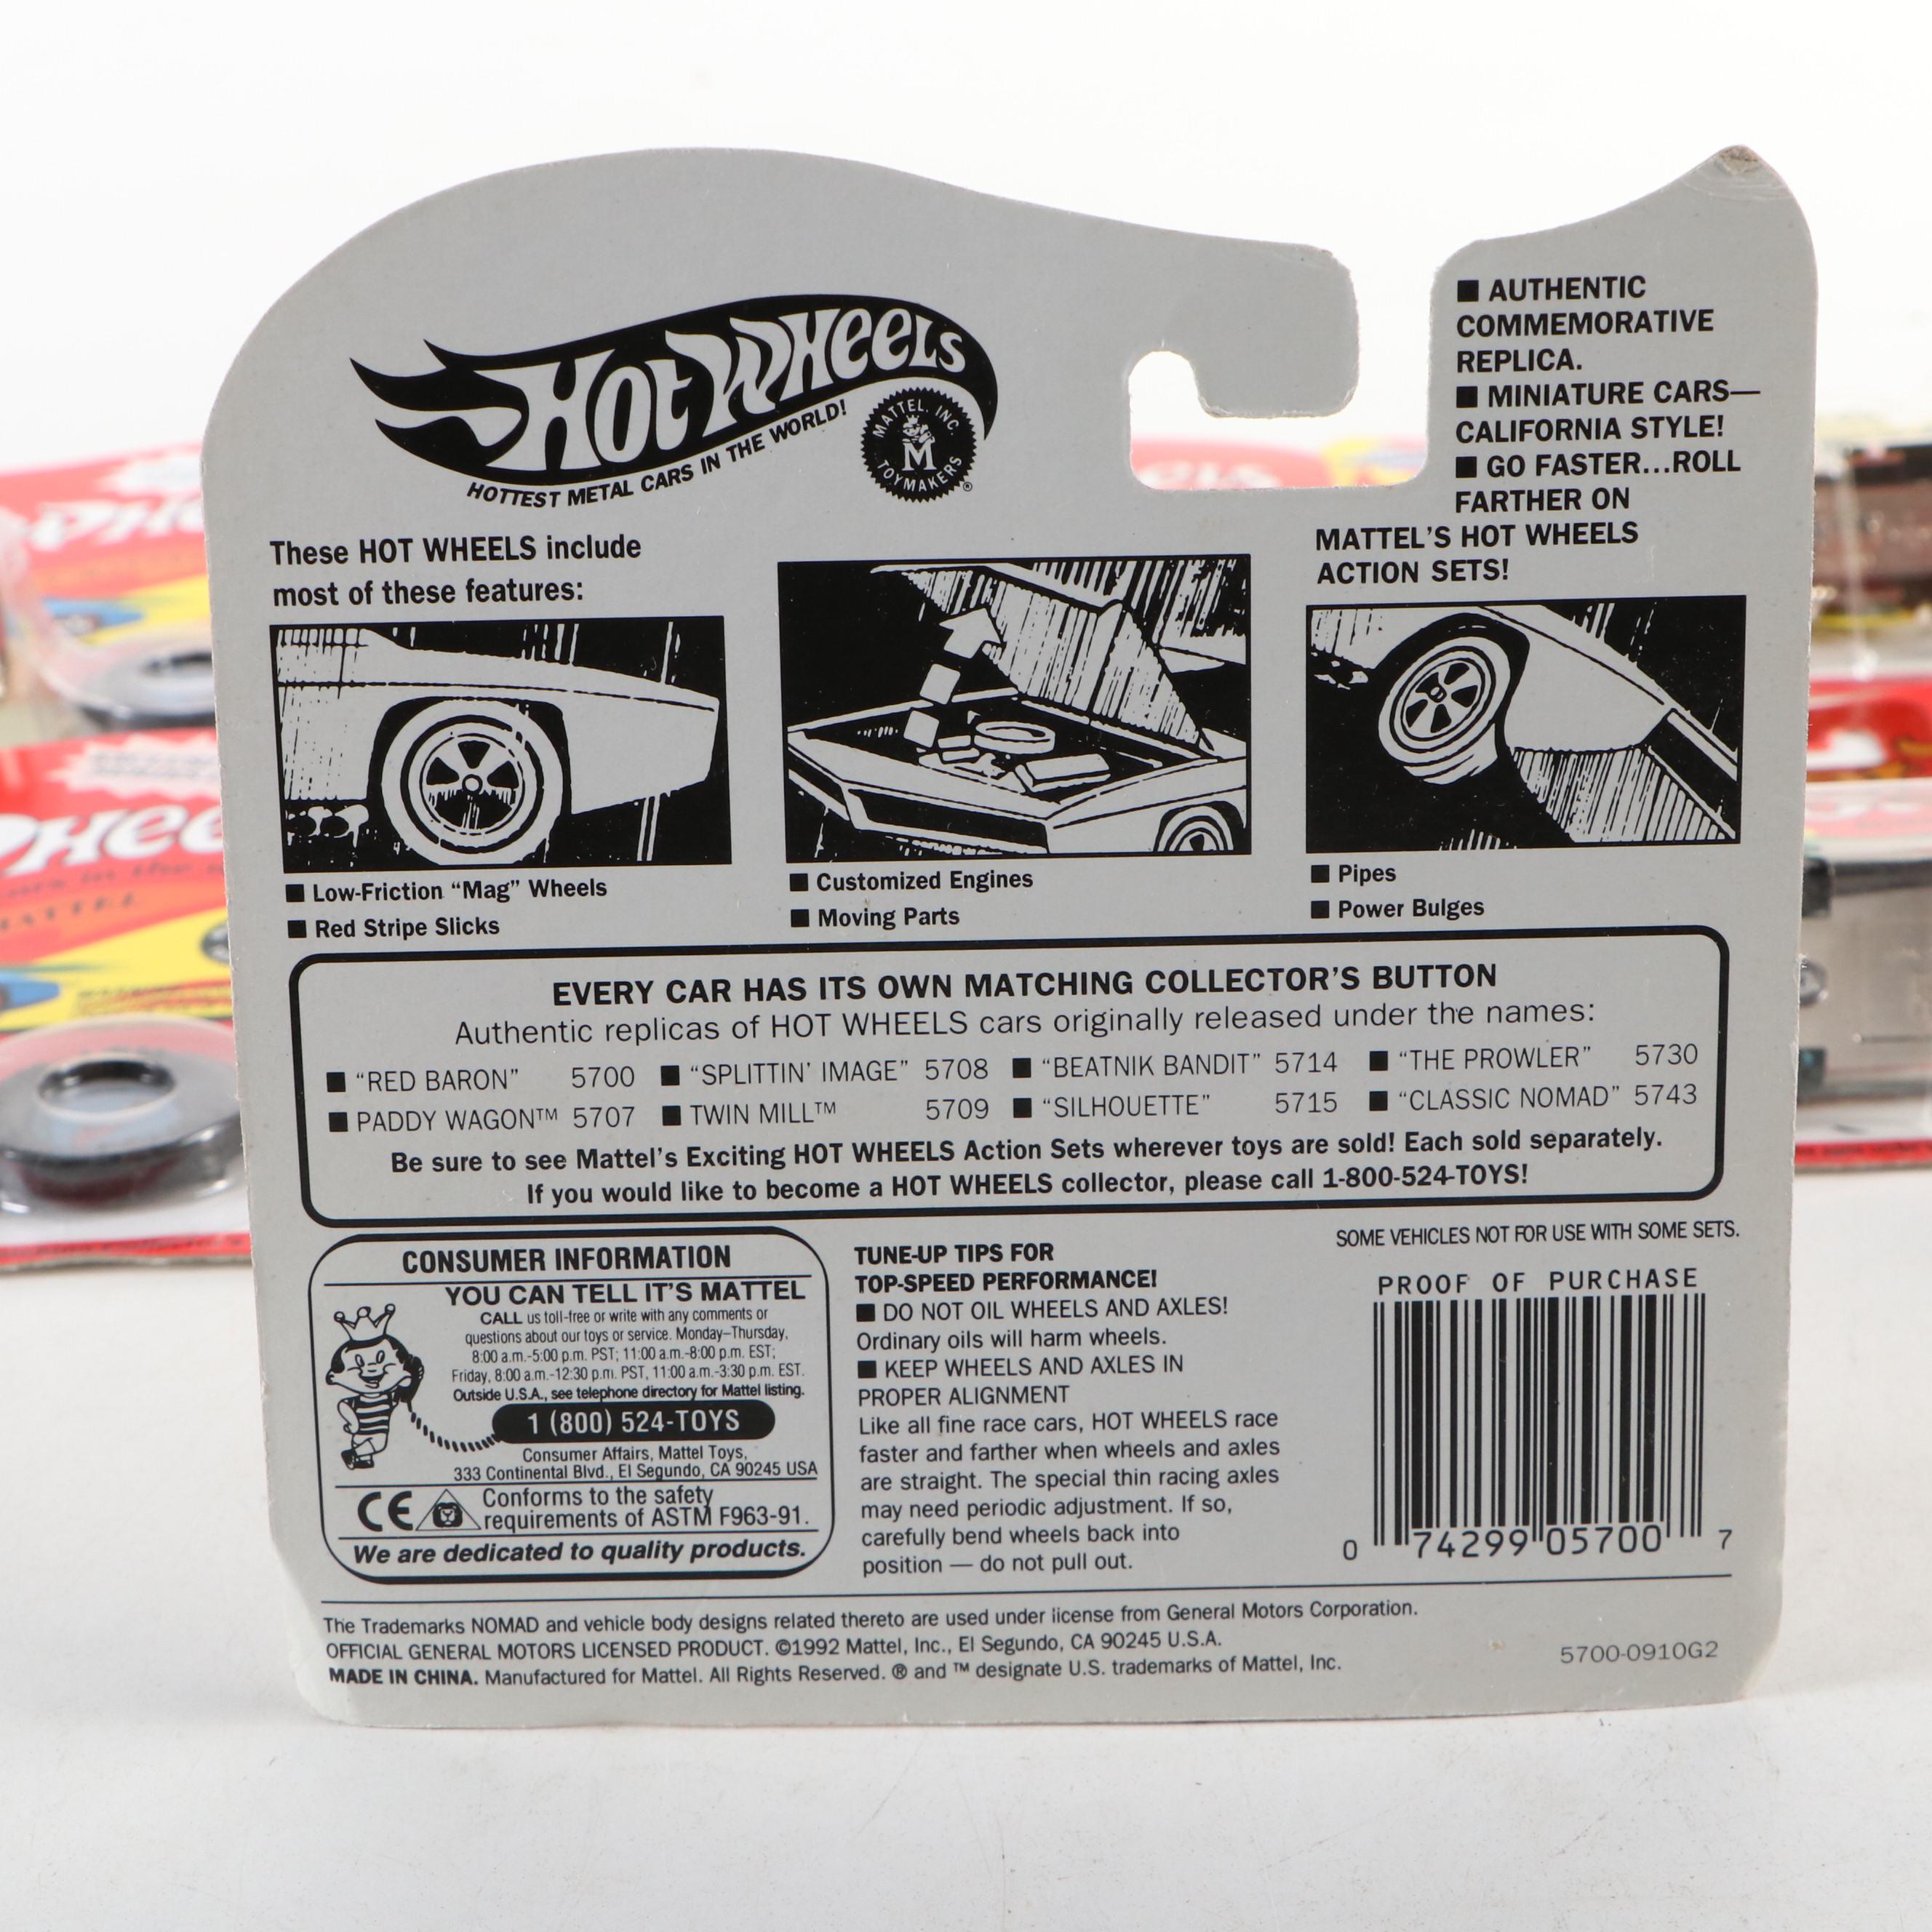 HOT WHEELS
HOTTEST METAL CARS IN THE WORLD!
MATTEL, INC.
M
TOYMAKERS
®
■ AUTHENTIC
COMMEMORATIVE
REPLICA.
■ MINIATURE CARS—
CALIFORNIA STYLE!
■ GO FASTER...ROLL
FARTHER ON
MATTEL'S HOT WHEELS
ACTION SETS!
These HOT WHEELS include
most of these features:
■ Low-Friction “Mag” Wheels
■ Red Stripe Slicks
■ Customized Engines
■ Moving Parts
■ Pipes
■ Power Bulges
EVERY CAR HAS ITS OWN MATCHING COLLECTOR'S BUTTON
Authentic replicas of HOT WHEELS cars originally released under the names:
■ “RED BARON” 5700 ■ “SPLITTIN' IMAGE” 5708 ■ “BEATNIK BANDIT” 5714 ■ “THE PROWLER” 5730
■ PADDY WAGON™ 5707 ■ TWIN MILL™ 5709 ■ “SILHOUETTE” 5715 ■ “CLASSIC NOMAD” 5743
Be sure to see Mattel's Exciting HOT WHEELS Action Sets wherever toys are sold! Each sold separately.
If you would like to become a HOT WHEELS collector, please call 1-800-524-TOYS!
CONSUMER INFORMATION
YOU CAN TELL IT'S MATTEL
CALL us toll-free or write with any comments or
questions about our toys or service. Monday–Thursday,
8:00 a.m.-5:00 p.m. PST; 11:00 a.m.-8:00 p.m. EST;
Friday, 8:00 a.m.-12:30 p.m. PST, 11:00 a.m.-3:30 p.m. EST.
Outside U.S.A., see telephone directory for Mattel listing.
1 (800) 524-TOYS
Consumer Affairs, Mattel Toys,
333 Continental Blvd., El Segundo, CA 90245 USA
CE Conforms to the safety
requirements of ASTM F963-91.
We are dedicated to quality products.
TUNE-UP TIPS FOR
TOP-SPEED PERFORMANCE!
■ DO NOT OIL WHEELS AND AXLES!
Ordinary oils will harm wheels.
■ KEEP WHEELS AND AXLES IN
PROPER ALIGNMENT
Like all fine race cars, HOT WHEELS race
faster and farther when wheels and axles
are straight. The special thin racing axles
may need periodic adjustment. If so,
carefully bend wheels back into
position — do not pull out.
SOME VEHICLES NOT FOR USE WITH SOME SETS.
PROOF OF PURCHASE
0 74299 05700 7
The Trademarks NOMAD and vehicle body designs related thereto are used under license from General Motors Corporation.
OFFICIAL GENERAL MOTORS LICENSED PRODUCT. ©1992 Mattel, Inc., El Segundo, CA 90245 U.S.A.
MADE IN CHINA. Manufactured for Mattel. All Rights Reserved. ® and ™ designate U.S. trademarks of Mattel, Inc.
5700-0910G2